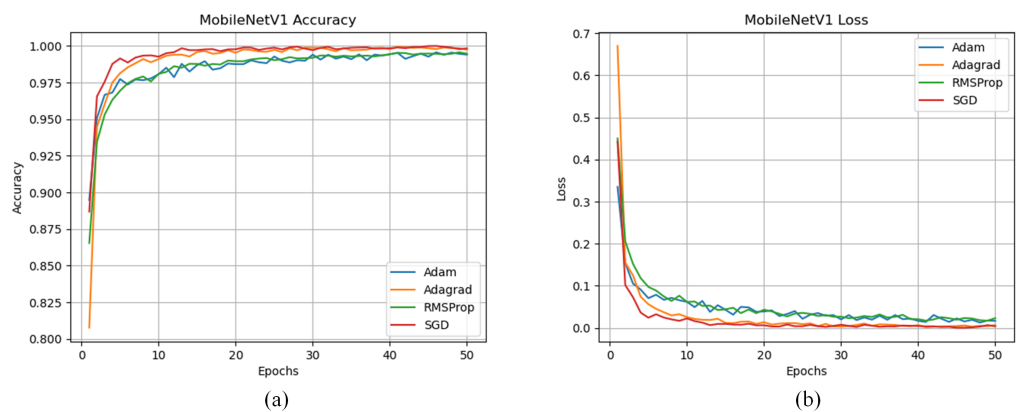 MobileNetV1 Accuracy
1.000
0.975
0.950
0.925
0.900
0.875
0.850
0.825
0.800
Accuracy
0 10 20 30 40 50
Epochs
Adam
Adagrad
RMSProp
SGD
(a)
MobileNetV1 Loss
0.7
0.6
0.5
0.4
0.3
0.2
0.1
0.0
Loss
0 10 20 30 40 50
Epochs
Adam
Adagrad
RMSProp
SGD
(b)